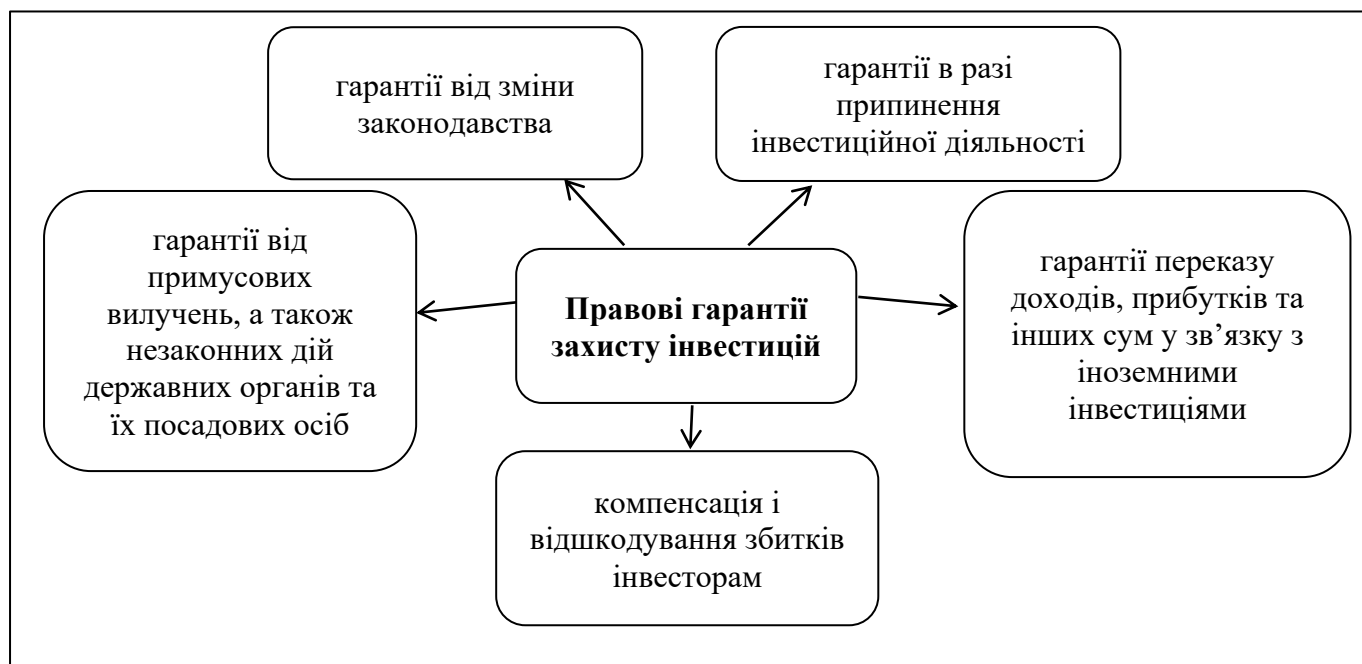 гарантії від зміни
законодавства
гарантії в разі
припинення
інвестиційної діяльності
гарантії від
примусових
вилучень, а також
незаконних дій
державних органів та
їх посадових осіб
Правові гарантії
захисту інвестицій
гарантії переказу
доходів, прибутків та
інших сум у зв’язку з
іноземними
інвестиціями
компенсація і
відшкодування збитків
інвесторам